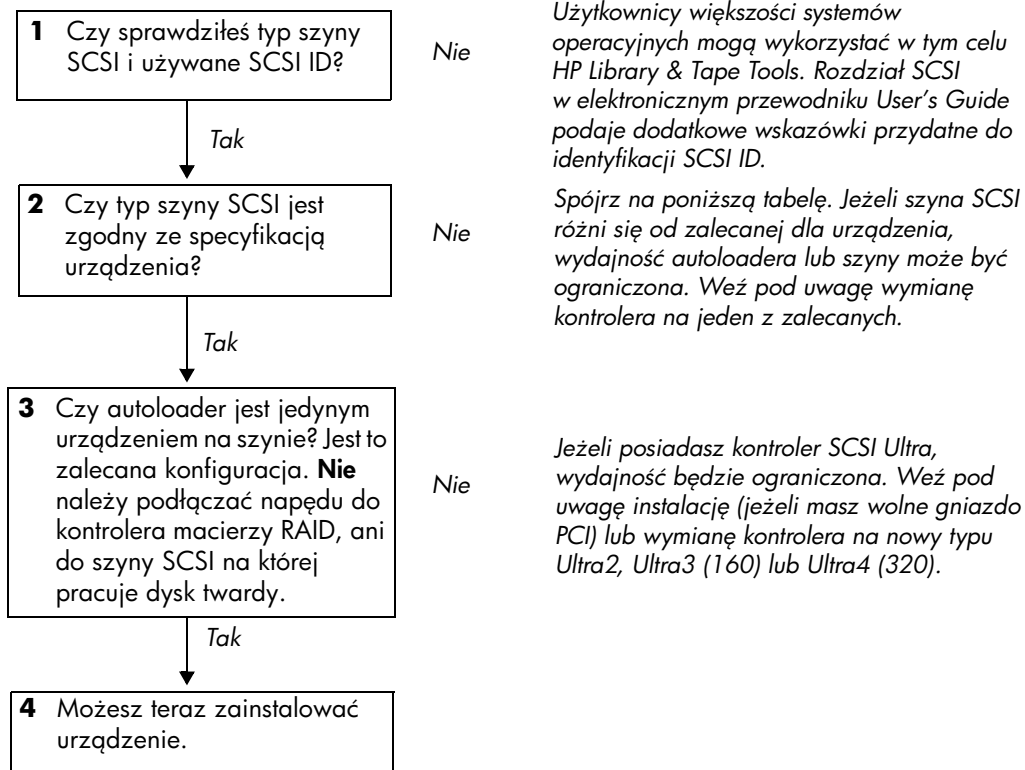 1 Czy sprawdziłeś typ szyny
SCSI i używane SCSI ID?
Nie
Użytkownicy większości systemów
operacyjnych mogą wykorzystać w tym celu
HP Library & Tape Tools. Rozdział SCSI
w elektronicznym przewodniku User's Guide
podaje dodatkowe wskazówki przydatne do
identyfikacji SCSI ID.
Tak
2 Czy typ szyny SCSI jest
zgodny ze specyfikacją
urządzenia?
Nie
Spójrz na poniższą tabelę. Jeżeli szyna SCSI
różni się od zalecanej dla urządzenia,
wydajność autoloadera lub szyny może być
ograniczona. Weź pod uwagę wymianę
kontrolera na jeden z zalecanych.
Tak
3 Czy autoloader jest jedynym
urządzeniem na szynie? Jest to
zalecana konfiguracja. Nie
należy podłączać napędu do
kontrolera macierzy RAID, ani
do szyny SCSI na której
pracuje dysk twardy.
Nie
Jeżeli posiadasz kontroler SCSI Ultra,
wydajność będzie ograniczona. Weź pod
uwagę instalację (jeżeli masz wolne gniazdo
PCI) lub wymianę kontrolera na nowy typu
Ultra2, Ultra3 (160) lub Ultra4 (320).
Tak
4 Możesz teraz zainstalować
urządzenie.